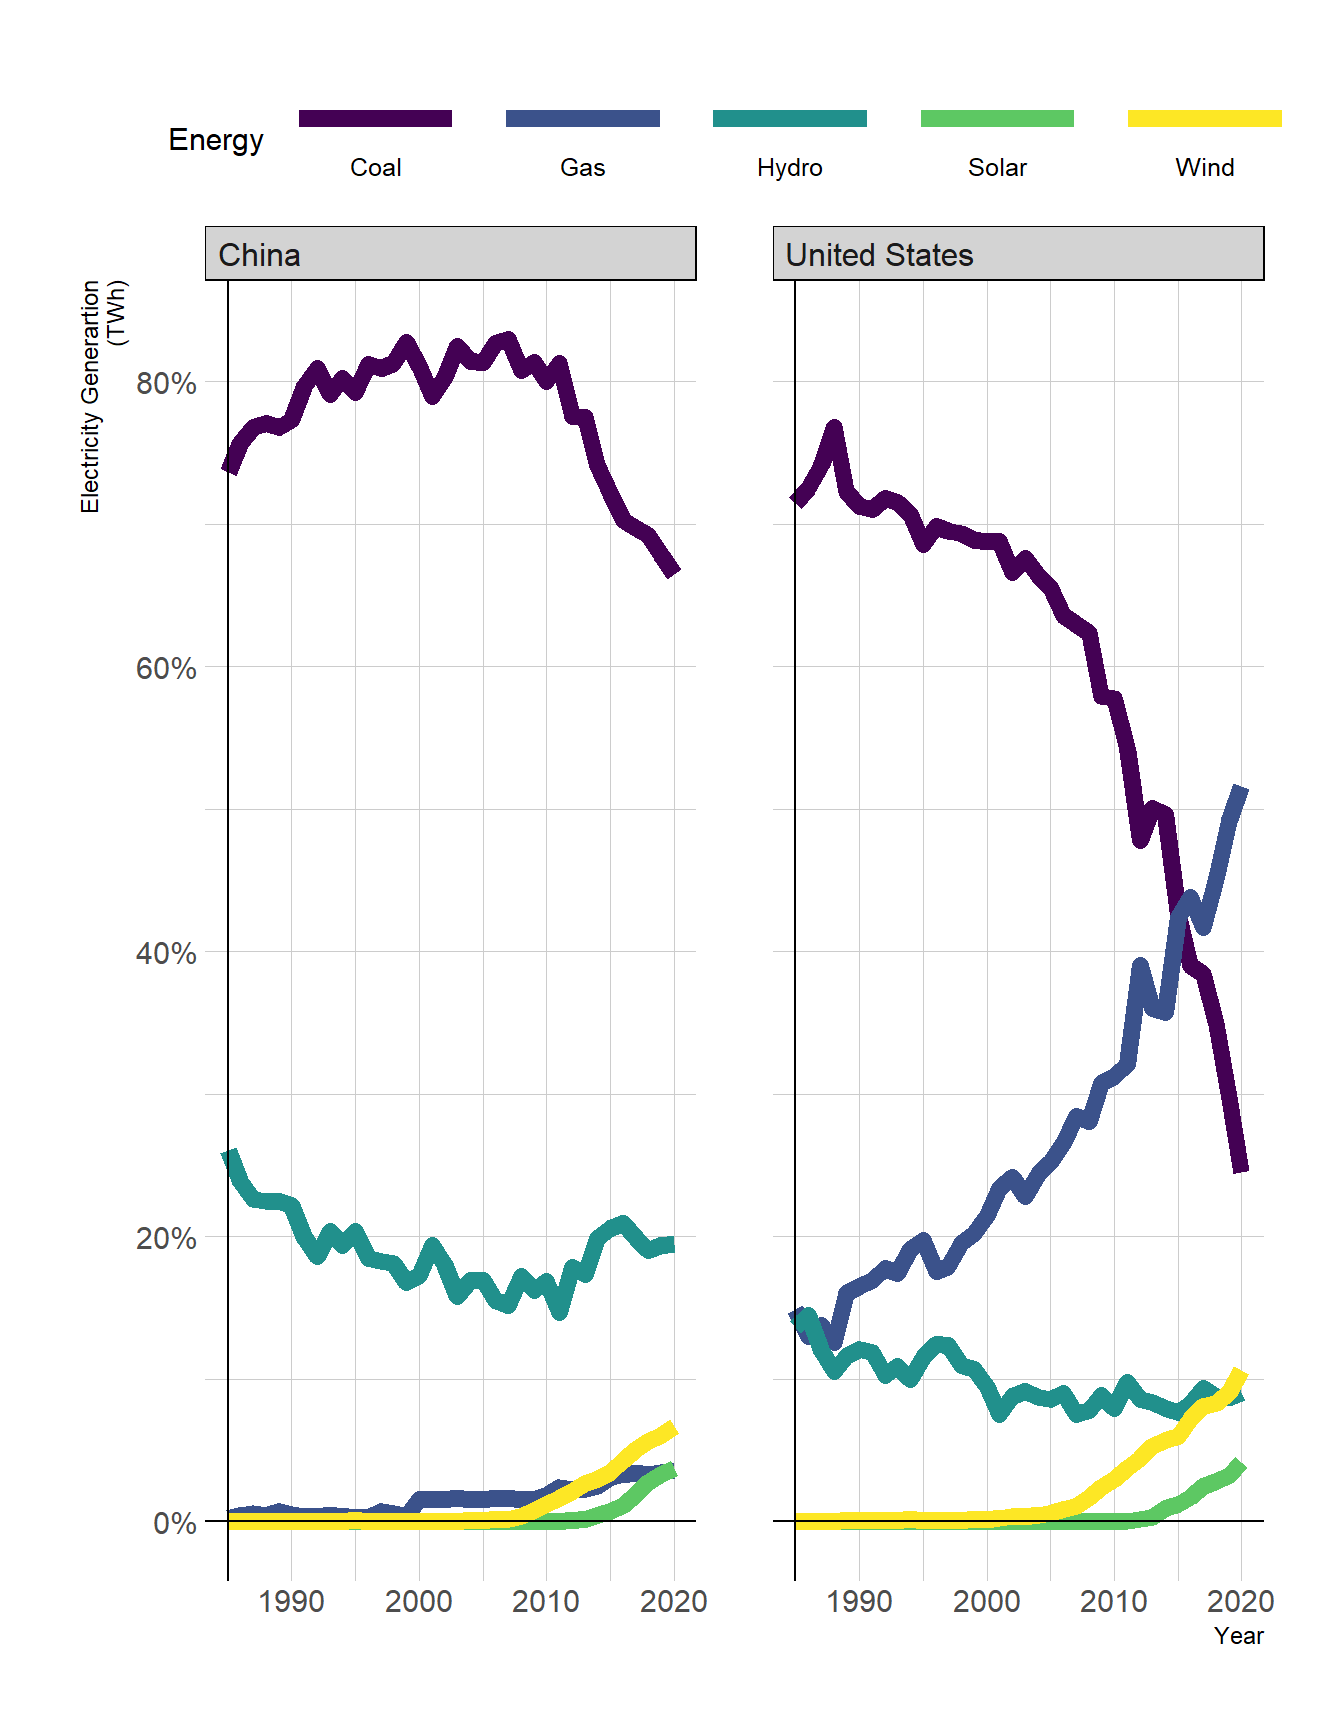 Energy
Coal
Gas
Hydro
Solar
Wind
China
United States
Electricity Generartion
(TWh)
80%
60%
40%
20%
0%
1990
2000
2010
2020
1990
2000
2010
2020
Year